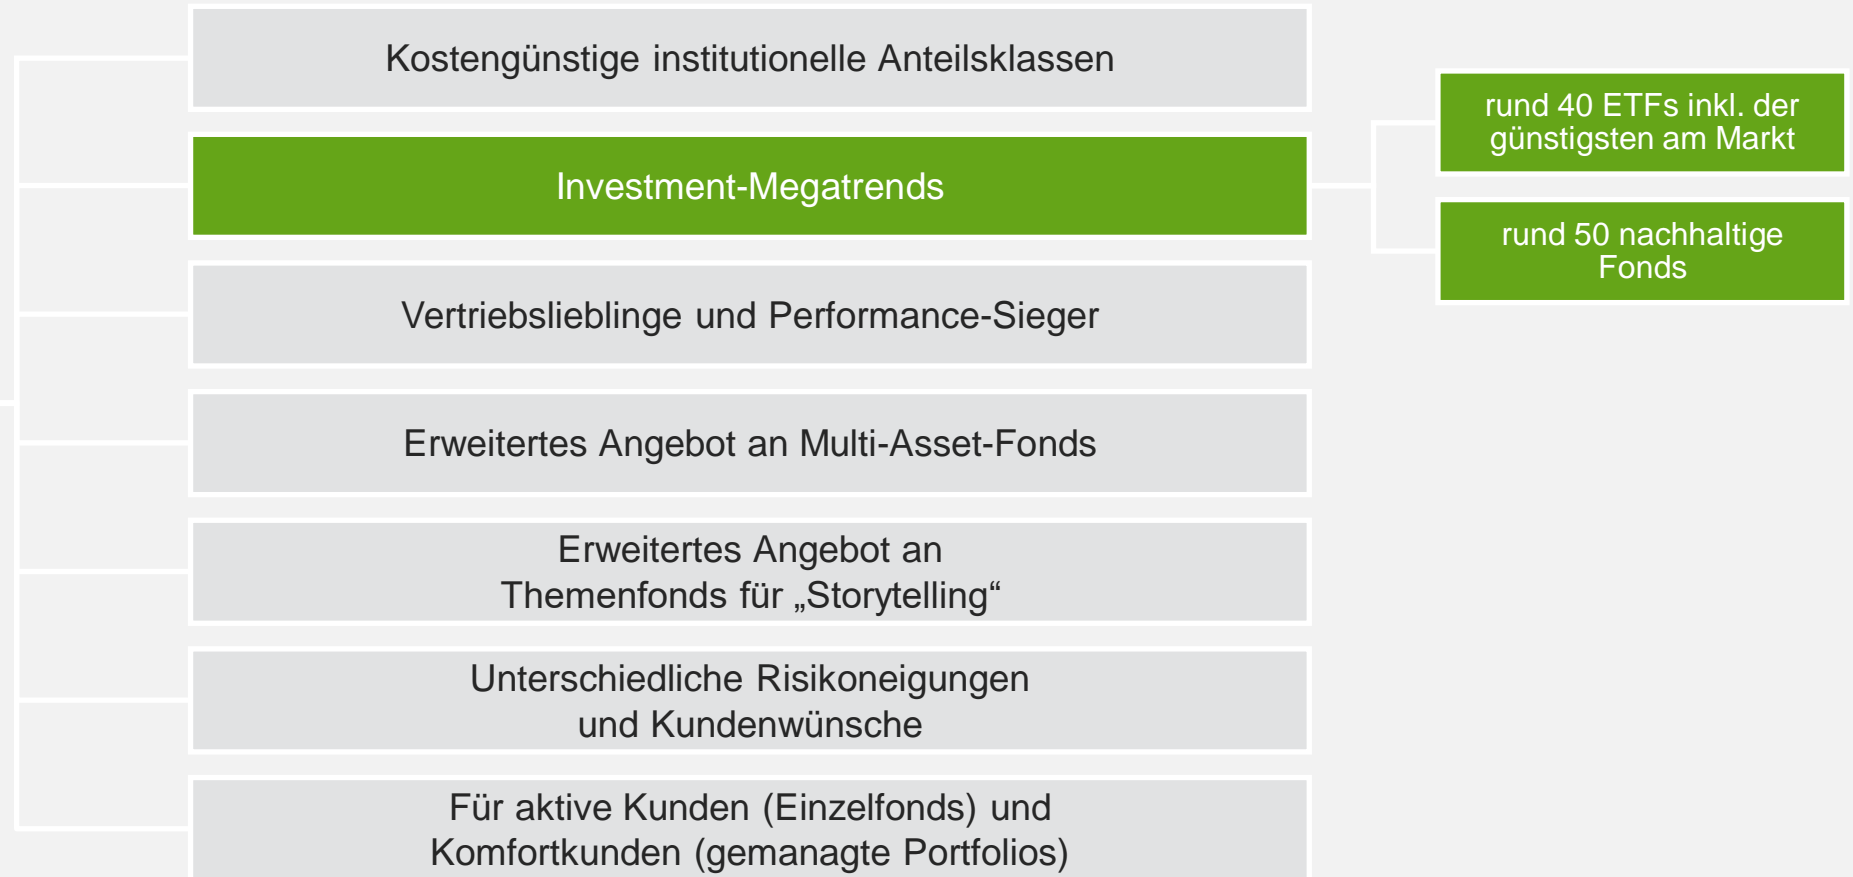 Kostengünstige institutionelle Anteilsklassen
Investment-Megatrends
rund 40 ETFs inkl. der
günstigsten am Markt
rund 50 nachhaltige
Fonds
Vertriebslieblinge und Performance-Sieger
Erweitertes Angebot an Multi-Asset-Fonds
Erweitertes Angebot an
Themenfonds für „Storytelling“
Unterschiedliche Risikoneigungen
und Kundenwünsche
Für aktive Kunden (Einzelfonds) und
Komfortkunden (gemanagte Portfolios)